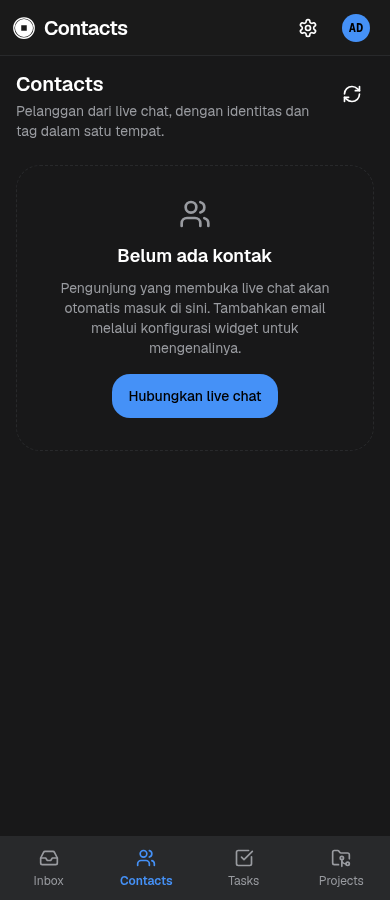 Contacts
AD
Contacts
Pelanggan dari live chat, dengan identitas dan
tag dalam satu tempat.
Belum ada kontak
Pengunjung yang membuka live chat akan
otomatis masuk di sini. Tambahkan email
melalui konfigurasi widget untuk
mengenalinya.
Hubungkan live chat
Inbox
Contacts
Tasks
Projects